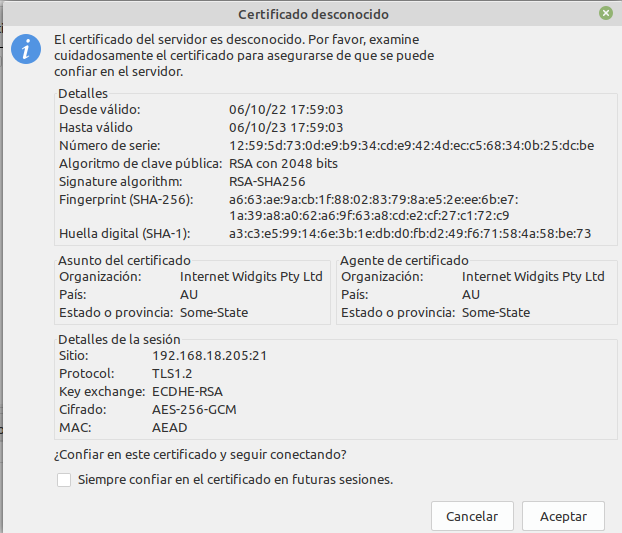 Certificado desconocido
El certificado del servidor es desconocido. Por favor, examine
cuidadosamente el certificado para asegurarse de que se puede
confiar en el servidor.
Detalles
Desde válido: 06/10/22 17:59:03
Hasta válido 06/10/23 17:59:03
Número de serie: 12:59:5d:73:0d:e9:b9:34:cd:e9:42:4d:ec:c5:68:34:0b:25:dc:be
Algoritmo de clave pública: RSA con 2048 bits
Signature algorithm: RSA-SHA256
Fingerprint (SHA-256): a6:63:ae:9a:cb:1f:88:02:83:79:8a:e5:2e:ee:6b:e7:
1a:39:a8:a0:62:a6:9f:63:a8:cd:e2:cf:27:c1:72:c9
Huella digital (SHA-1): a3:c3:e5:99:14:6e:3b:1e:db:d0:fb:d2:49:f6:71:58:4a:58:be:73
Asunto del certificado
Organización: Internet Widgits Pty Ltd
País: AU
Estado o provincia: Some-State
Agente de certificado
Organización: Internet Widgits Pty Ltd
País: AU
Estado o provincia: Some-State
Detalles de la sesión
Sitio: 192.168.18.205:21
Protocol: TLS1.2
Key exchange: ECDHE-RSA
Cifrado: AES-256-GCM
MAC: AEAD
¿Confiar en este certificado y seguir conectando?
Siempre confiar en el certificado en futuras sesiones.
Cancelar
Aceptar